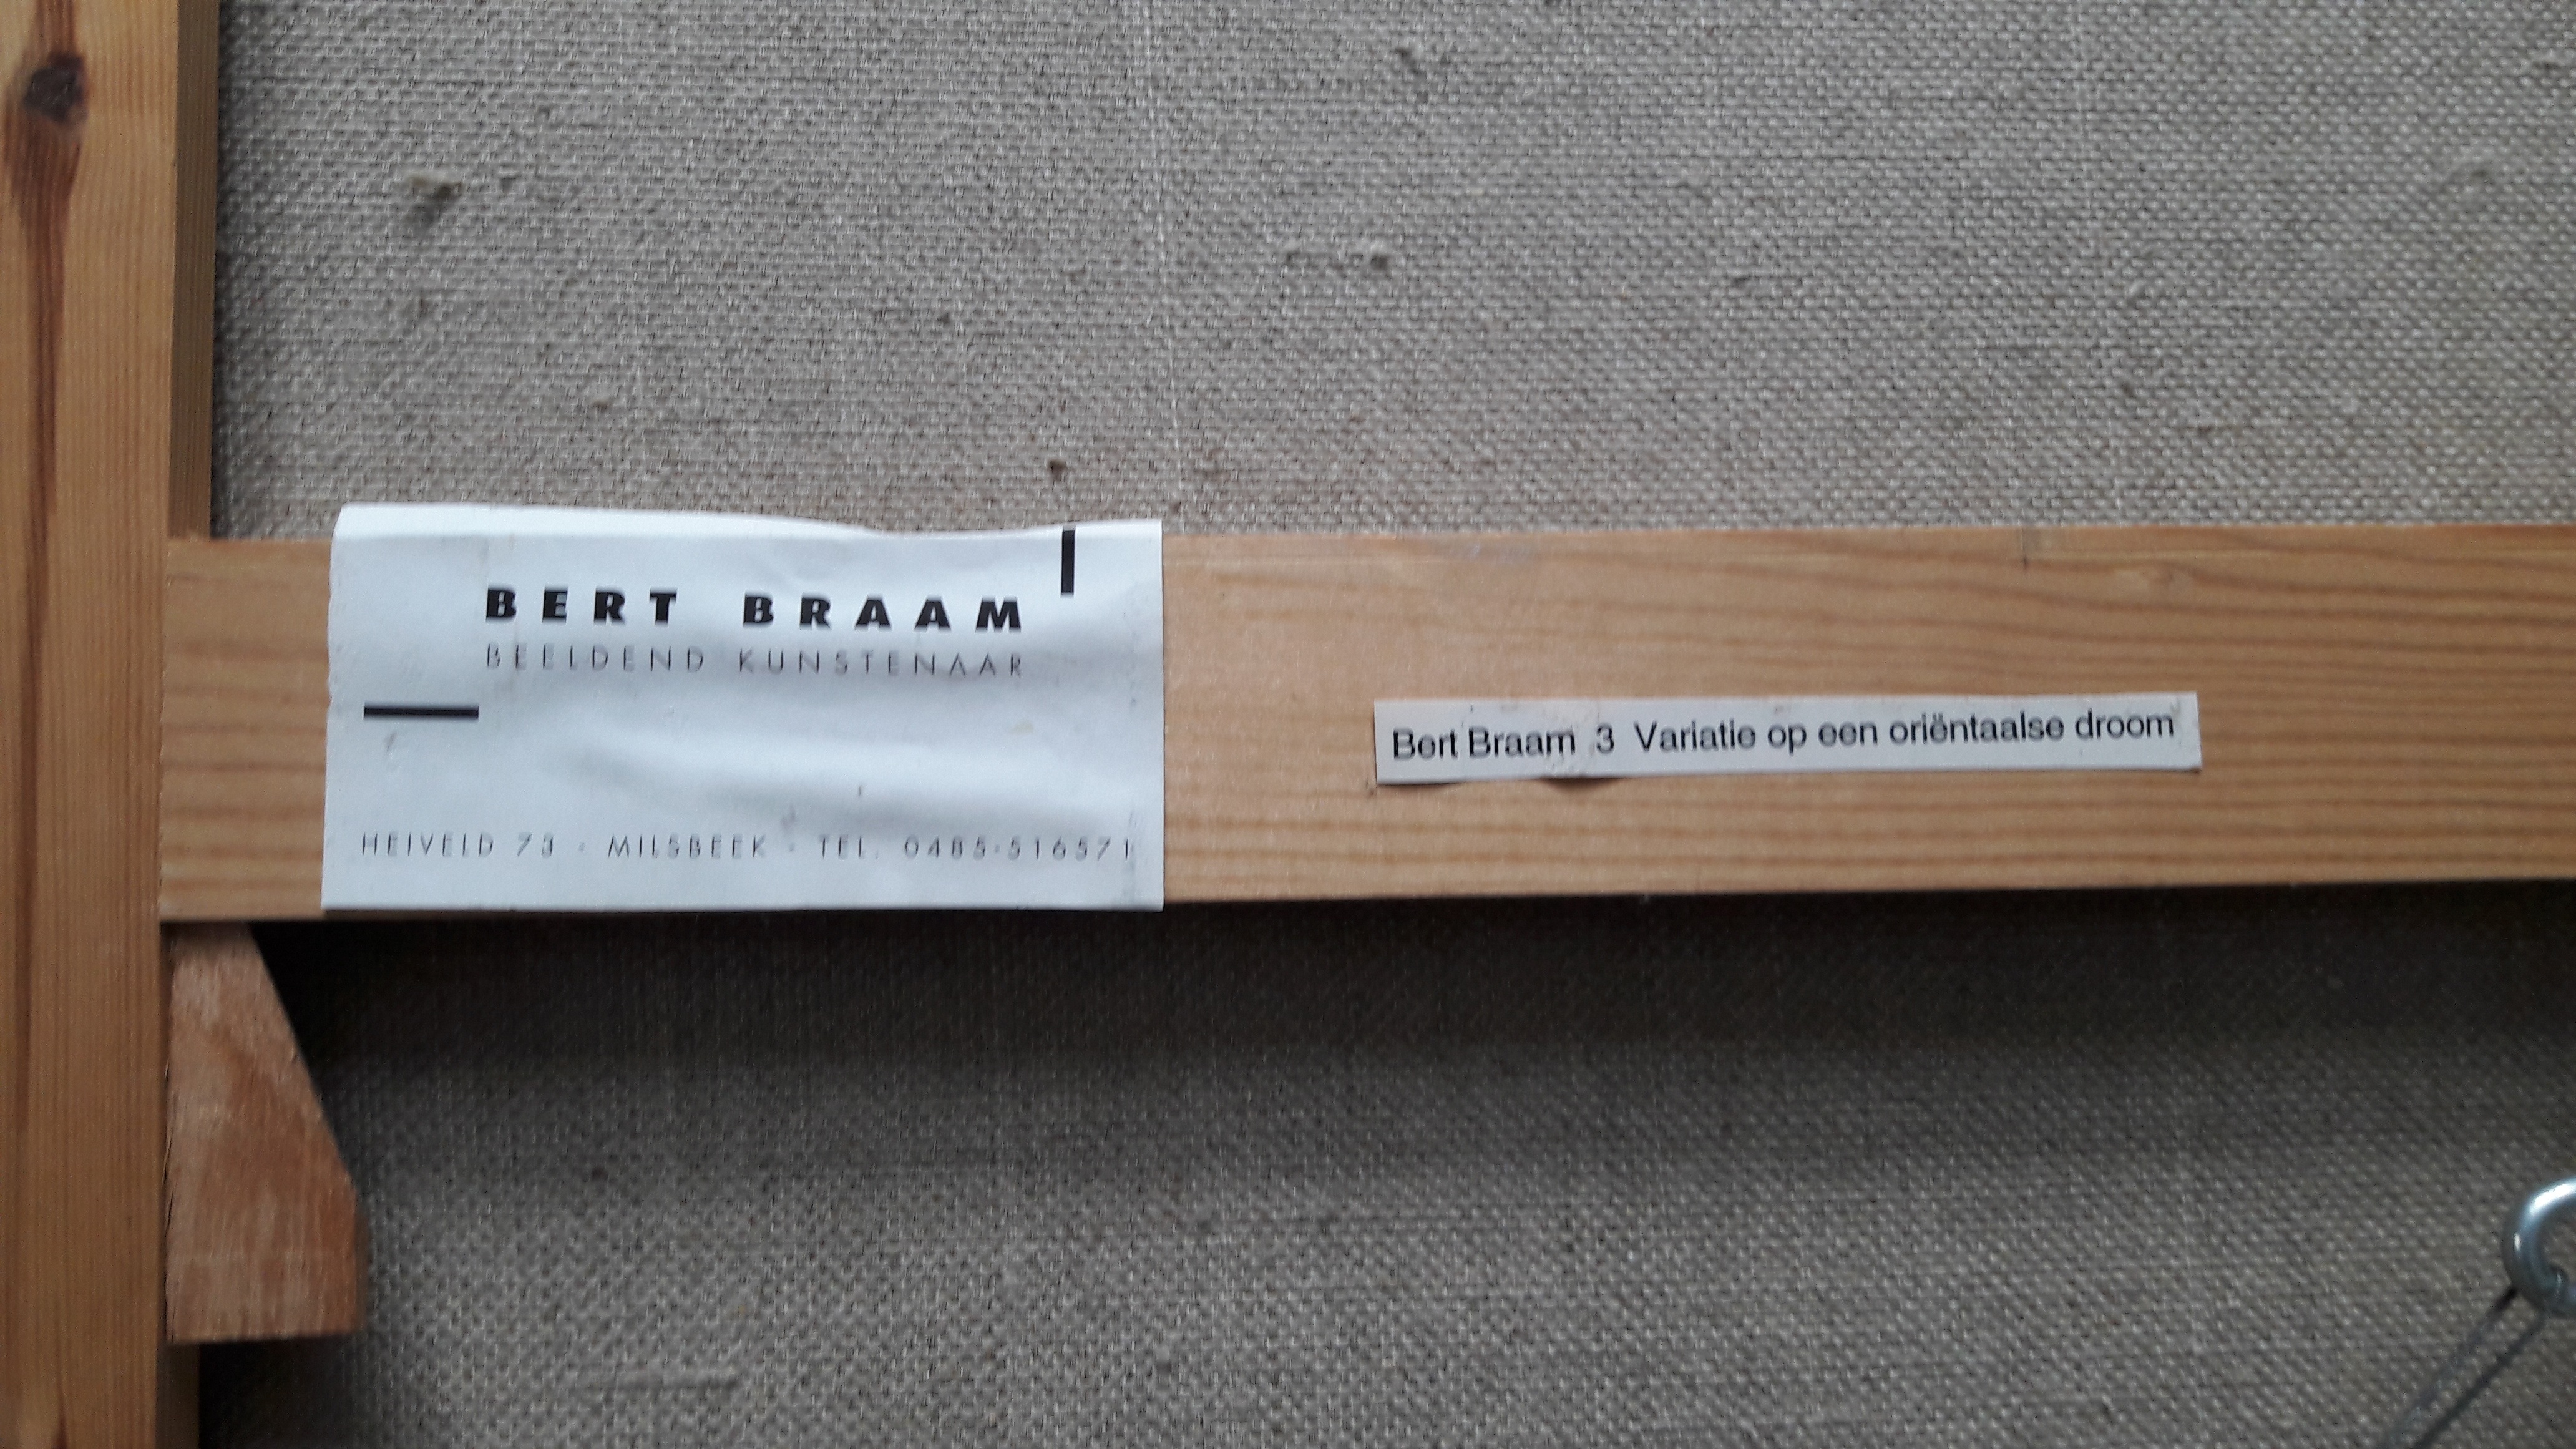 BERT BRAAM
BEELDEND KUNSTENAAR
HEIVELD 73 - MILSBEEK - TEL. 0485-516571
Bert Braam 3 Variatie op een oriëntaalse droom